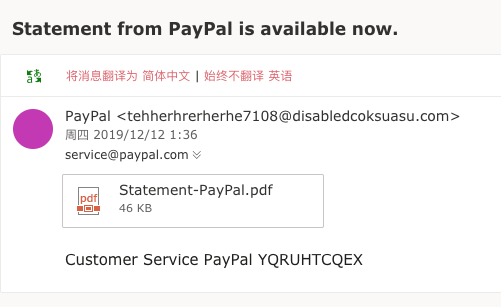 Statement from PayPal is available now.
将消息翻译为 简体中文 | 始终不翻译 英语
PayPal <tehherhrerherhe7108@disabledcoksuasu.com>
周四 2019/12/12 1:36
service@paypal.com
pdf
Statement-PayPal.pdf
46 KB
Customer Service PayPal YQRUHTCQEX